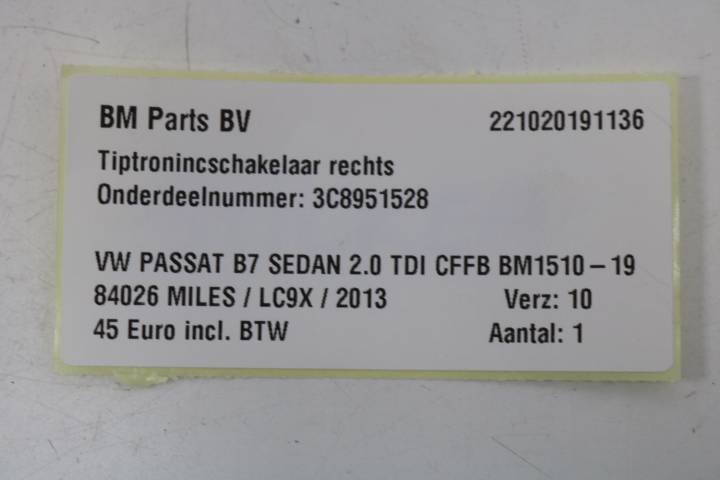 BM Parts BV 221020191136
Tiptronincschakelaar rechts
Onderdeelnummer: 3C8951528
VW PASSAT B7 SEDAN 2.0 TDI CFFB BM1510-19
84026 MILES / LC9X / 2013 Verz: 10
45 Euro incl. BTW Aantal: 1